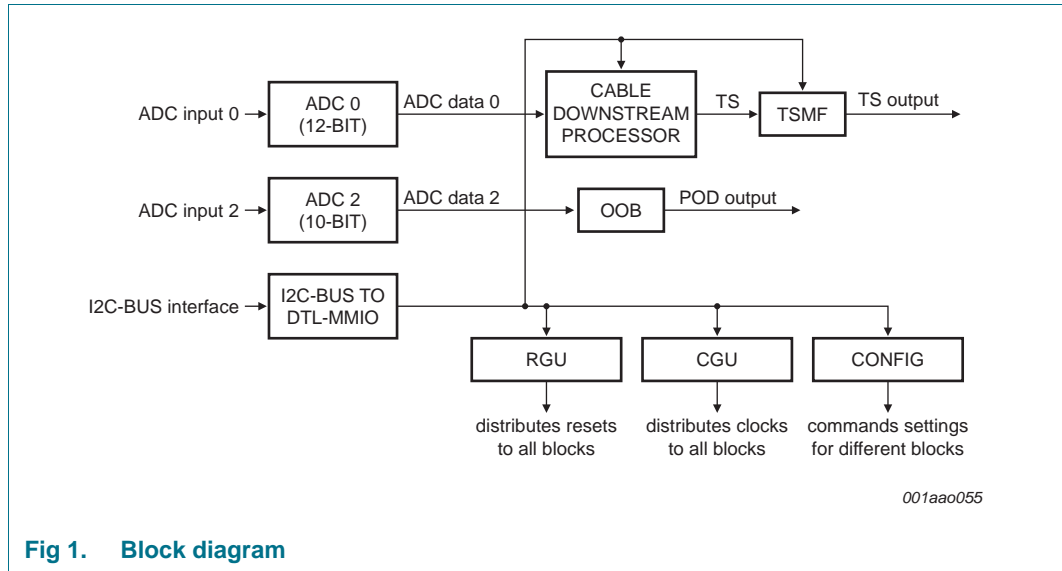 ADC input 0
ADC 0
(12-BIT)
ADC data 0
CABLE
DOWNSTREAM
PROCESSOR
TS
TSMF
TS output
ADC input 2
ADC 2
(10-BIT)
ADC data 2
OOB
POD output
I2C-BUS interface
I2C-BUS TO
DTL-MMIO
RGU
CGU
CONFIG
distributes resets
to all blocks
distributes clocks
to all blocks
commands settings
for different blocks
001aao055
Fig 1. Block diagram